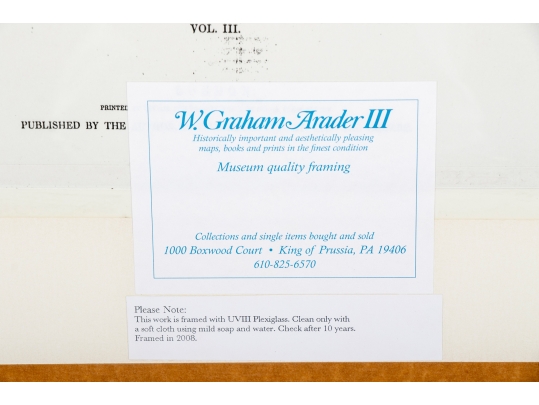 VOL. III.
PRINTED
PUBLISHED BY THE
W. Graham Arader III
Historically important and aesthetically pleasing
maps, books and prints in the finest condition
Museum quality framing
Collections and single items bought and sold
1000 Boxwood Court • King of Prussia, PA 19406
610-825-6570
Please Note:
This work is framed with UVIII Plexiglass. Clean only with
a soft cloth using mild soap and water. Check after 10 years.
Framed in 2008.